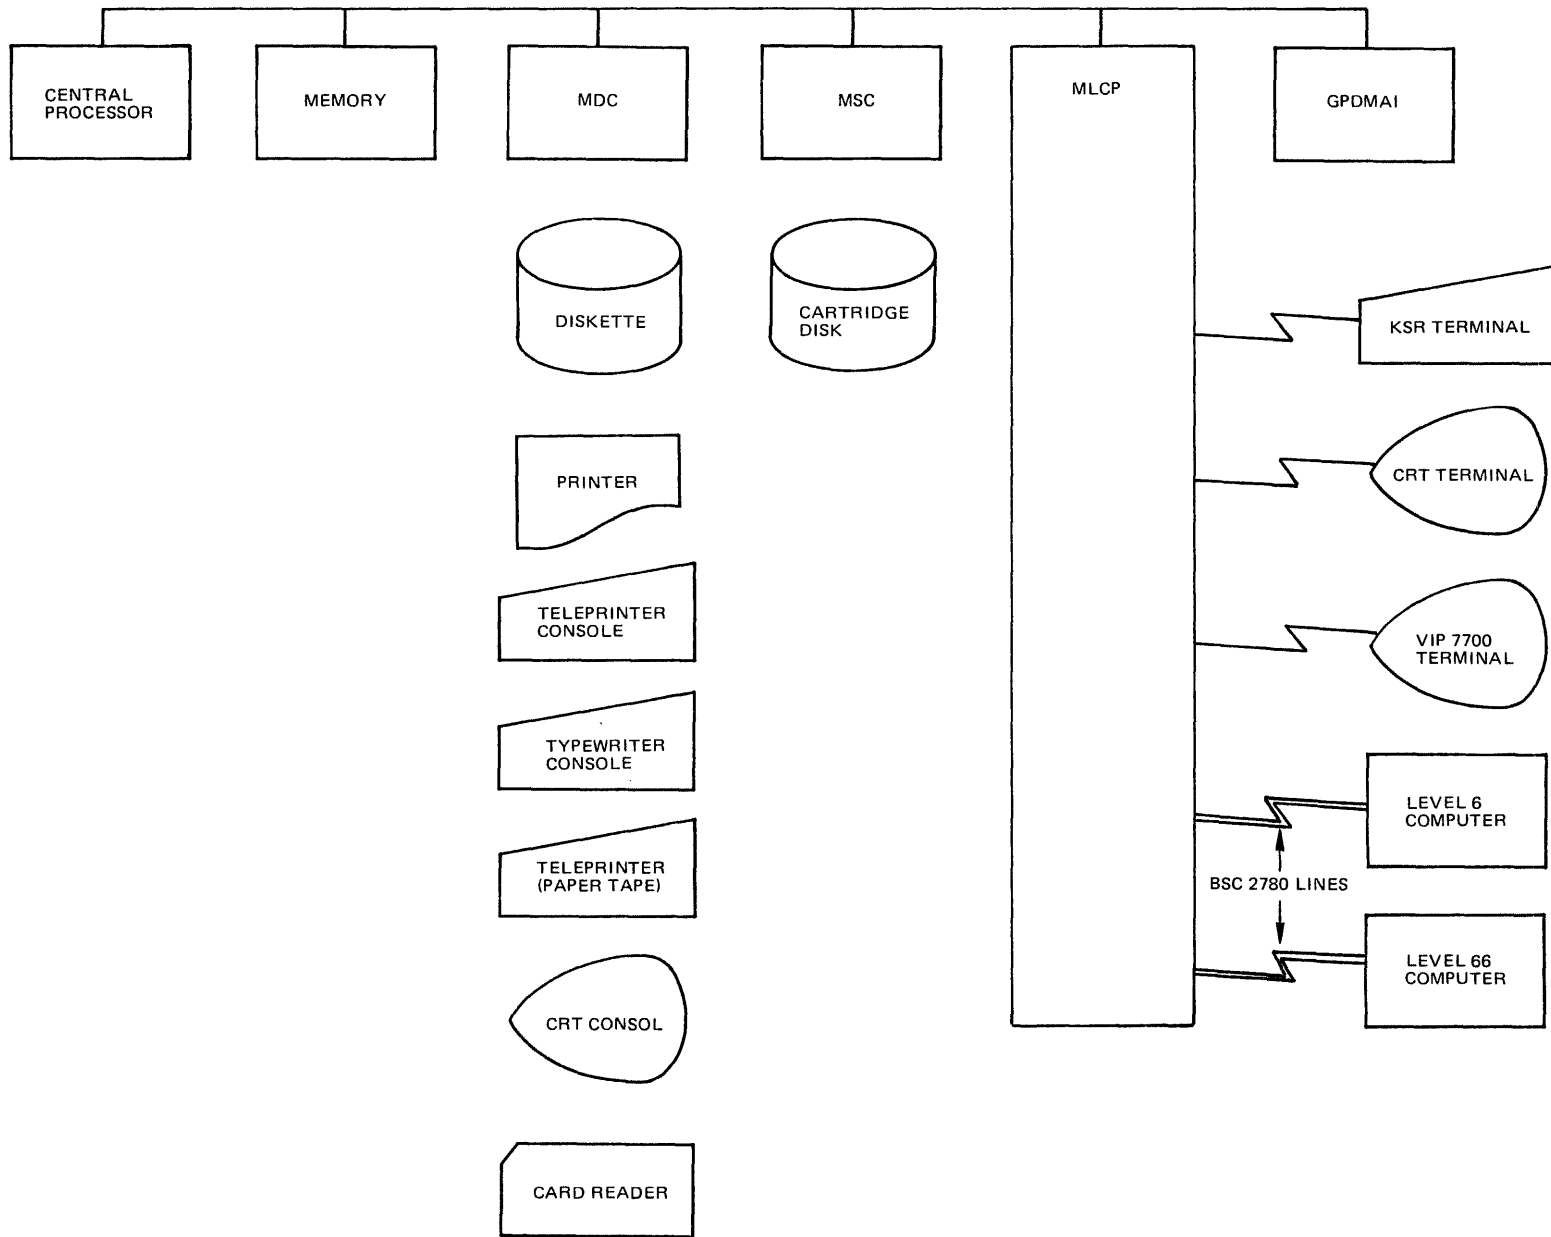 CENTRAL
PROCESSOR
MEMORY
MDC
MSC
MLCP
GPDMAI
DISKETTE
CARTRIDGE
DISK
KSR TERMINAL
PRINTER
CRT TERMINAL
TELEPRINTER
CONSOLE
VIP 7700
TERMINAL
TYPEWRITER
CONSOLE
LEVEL 6
COMPUTER
TELEPRINTER
(PAPER TAPE)
BSC 2780 LINES
LEVEL 66
COMPUTER
CRT CONSOL
CARD READER